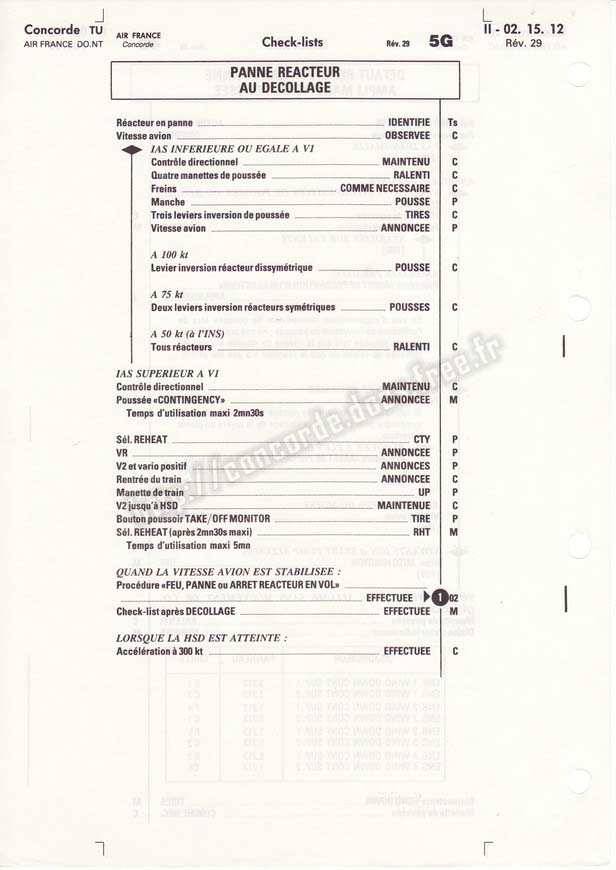 Concorde TU AIR FRANCE Check-lists Rév. 29 5G II - 02. 15. 12
AIR FRANCE DO.NT Concorde Rév. 29
PANNE REACTEUR
AU DECOLLAGE
Réacteur en panne IDENTIFIE Ts
Vitesse avion OBSERVEE C
IAS INFERIEURE OU EGALE A V1
Contrôle directionnel MAINTENU C
Quatre manettes de poussée RALENTI C
Freins COMME NECESSAIRE C
Manche POUSSE P
Trois leviers inversion de poussée TIRES C
Vitesse avion ANNONCEE P
A 100 kt
Levier inversion réacteur dissymétrique POUSSE C
A 75 kt
Deux leviers inversion réacteurs symétriques POUSSES C
A 50 kt (à l'INS)
Tous réacteurs RALENTI C
IAS SUPERIEUR A V1
Contrôle directionnel MAINTENU C
Poussée «CONTINGENCY» ANNONCEE M
Temps d'utilisation maxi 2mn30s
Sél. REHEAT CTY P
VR ANNONCEE P
V2 et vario positif ANNONCES P
Rentrée du train ANNONCEE C
Manette de train UP P
V2 jusqu'à HSD MAINTENUE C
Bouton poussoir TAKE/OFF MONITOR TIRE P
Sél. REHEAT (après 2mn30s maxi) RHT M
Temps d'utilisation maxi 5mn
QUAND LA VITESSE AVION EST STABILISEE :
Procédure «FEU, PANNE ou ARRET REACTEUR EN VOL»
EFFECTUEE 1 02
Check-list après DECOLLAGE EFFECTUEE M
LORSQUE LA HSD EST ATTEINTE :
Accélération à 300 kt EFFECTUEE C